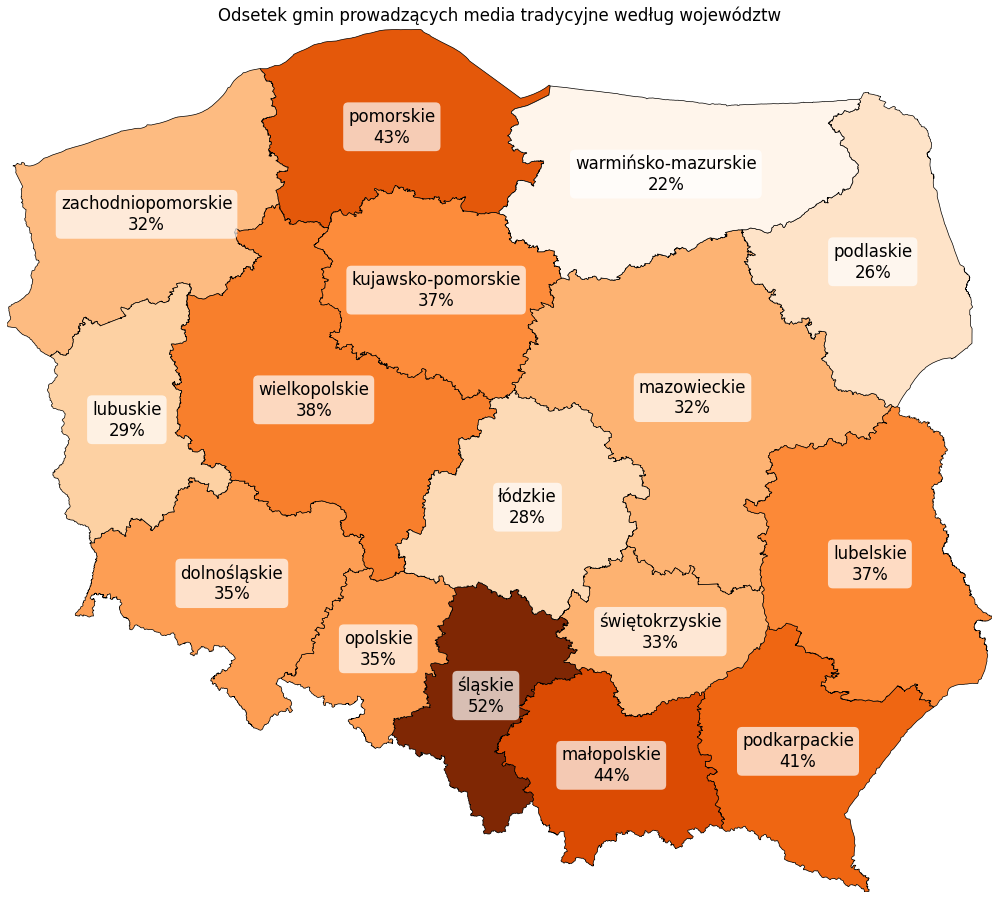 Odsetek gmin prowadzących media tradycyjne według województw
pomorskie
43%
warmińsko-mazurskie
22%
zachodniopomorskie
32%
podlaskie
26%
kujawsko-pomorskie
37%
wielkopolskie
38%
mazowieckie
32%
lubuskie
29%
łódzkie
28%
lubelskie
37%
dolnośląskie
35%
świętokrzyskie
33%
opolskie
35%
śląskie
52%
podkarpackie
41%
małopolskie
44%